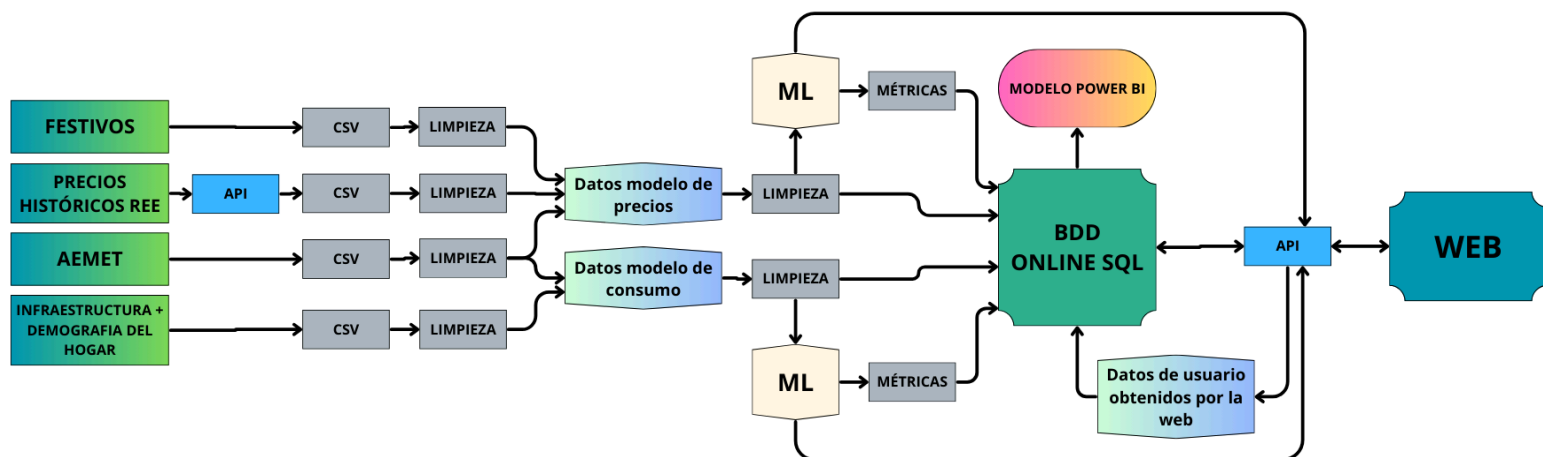 FESTIVOS
CSV
LIMPIEZA
PRECIOS
HISTÓRICOS REE
API
CSV
LIMPIEZA
AEMET
CSV
LIMPIEZA
INFRAESTRUCTURA +
DEMOGRAFIA DEL
HOGAR
CSV
LIMPIEZA
Datos modelo de
precios
LIMPIEZA
Datos modelo de
consumo
LIMPIEZA
ML
MÉTRICAS
ML
MÉTRICAS
MODELO POWER BI
BDD
ONLINE SQL
Datos de usuario
obtenidos por la
web
API
WEB